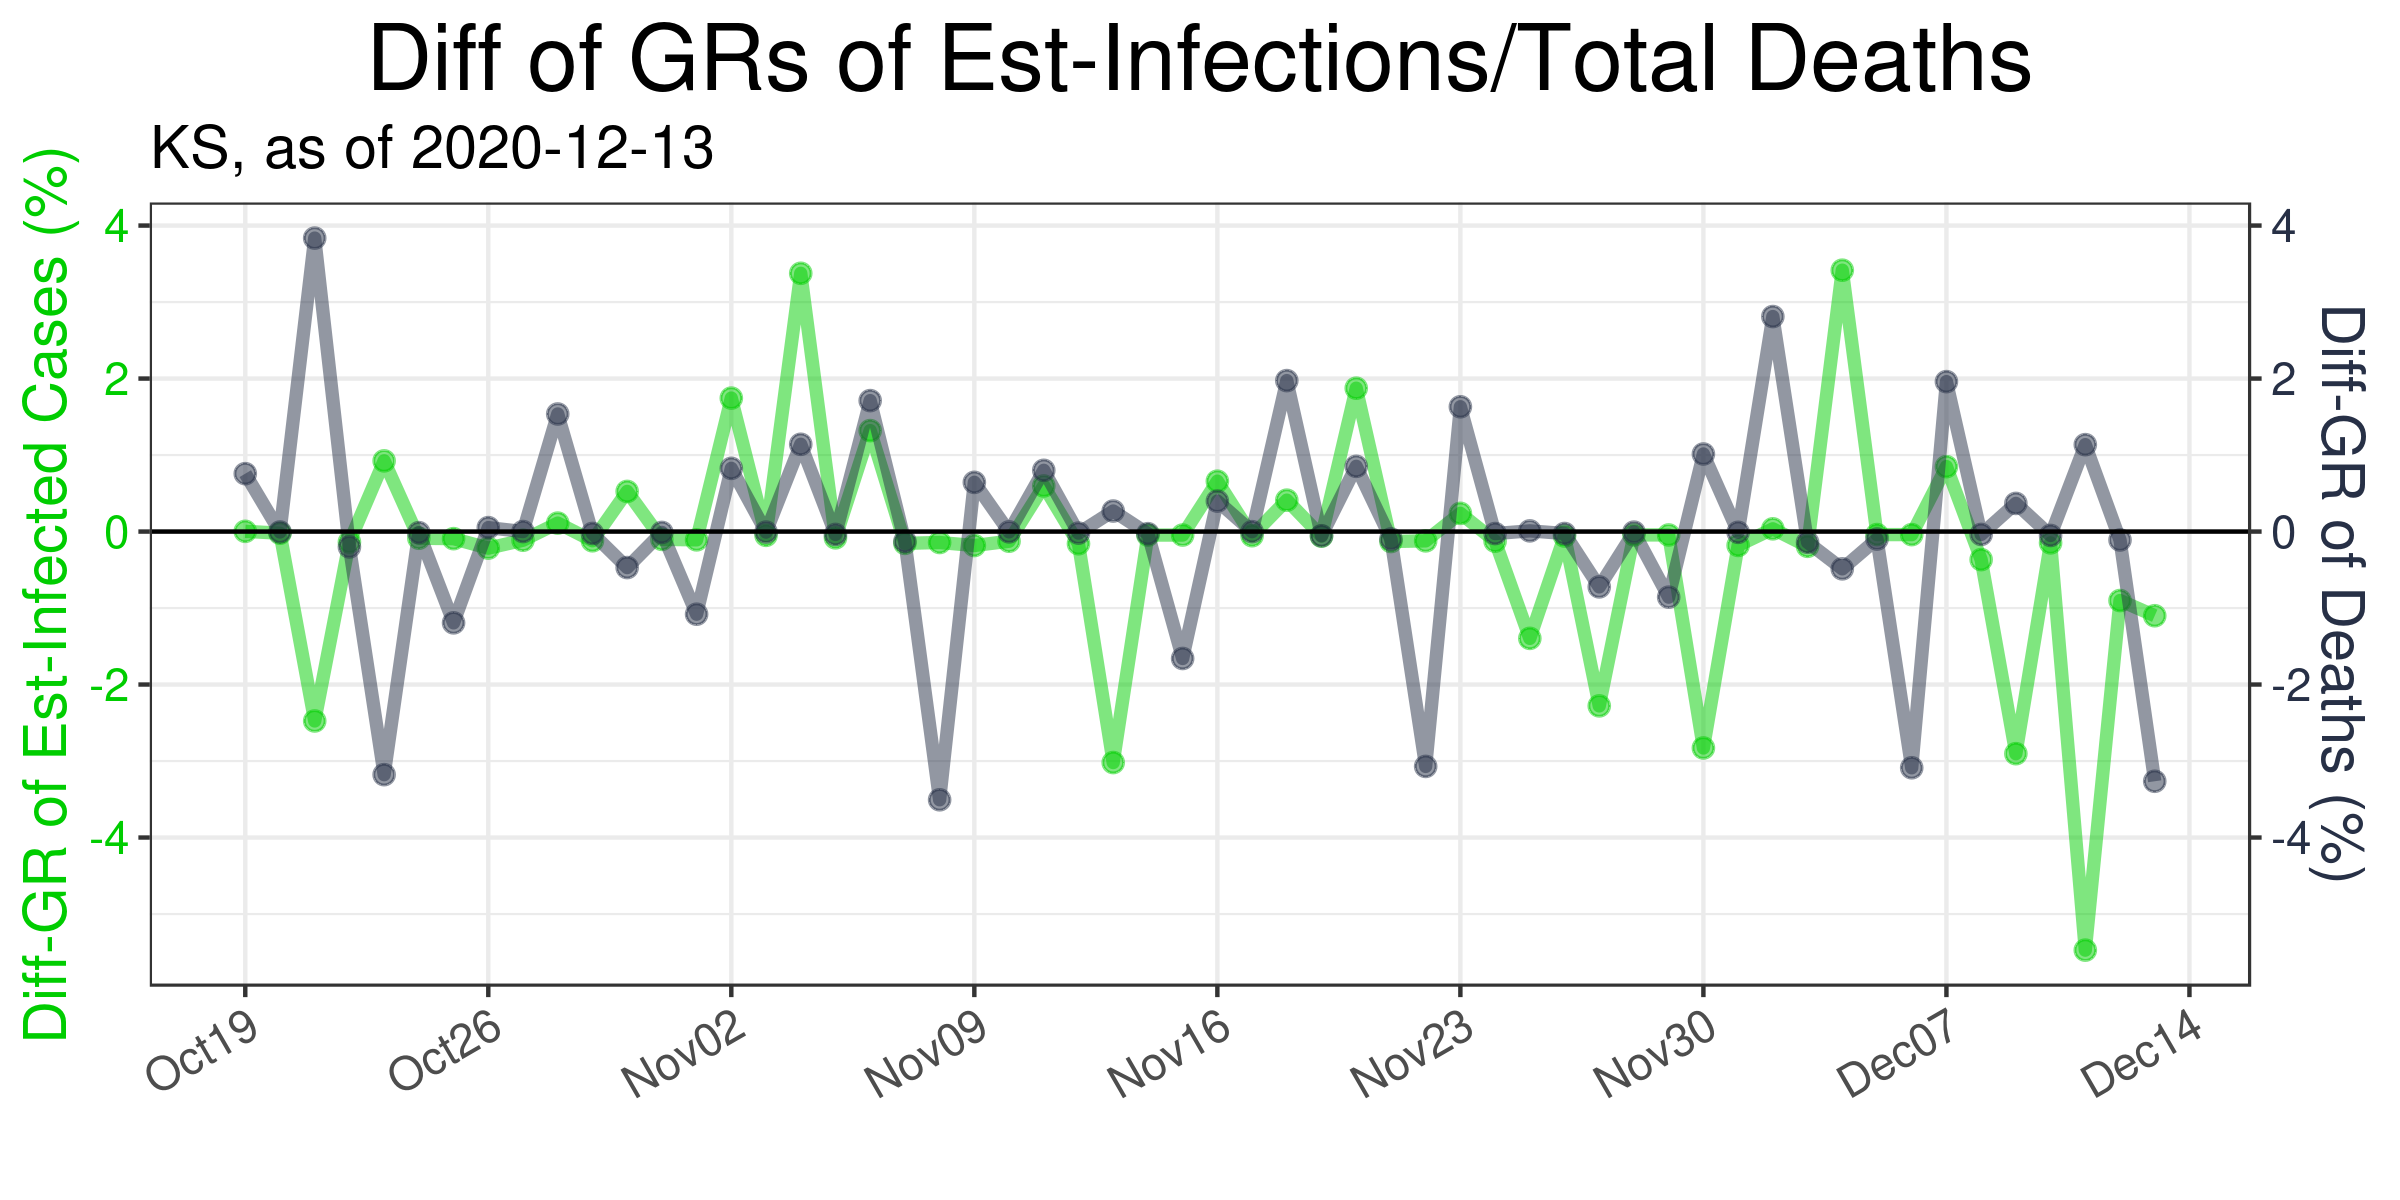 Diff of GRs of Est-Infections/Total Deaths
KS, as of 2020-12-13
Diff-GR of Est-Infected Cases (%)
4
2
0
-2
-4
4
2
0
-2
-4
Diff-GR of Deaths (%)
Oct19
Oct26
Nov02
Nov09
Nov16
Nov23
Nov30
Dec07
Dec14